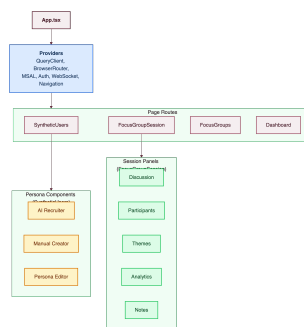 App.tsx
Providers
QueryClient,
BrowserRouter,
MSAL, Auth, WebSocket,
Navigation
Page Routes
SyntheticUsers
FocusGroupSession
FocusGroups
Dashboard
Session Panels
Discussion
Participants
Themes
Analytics
Notes
Persona Components
AI Recruiter
Manual Creator
Persona Editor